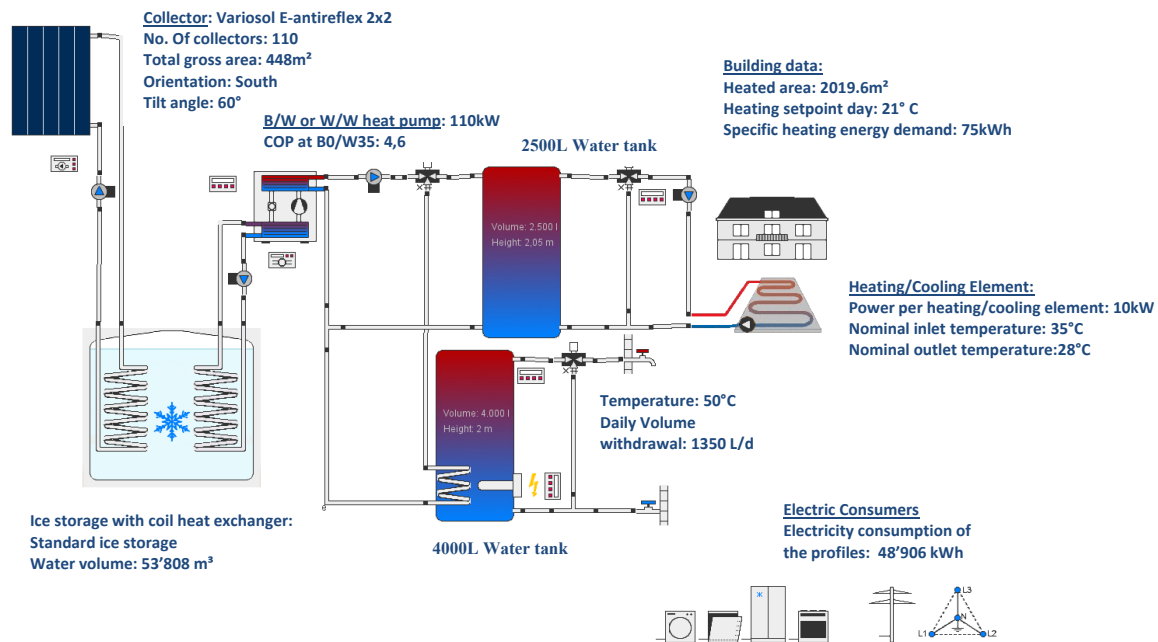 Collector: Variosol E-antireflex 2x2
No. Of collectors: 110
Total gross area: 448m²
Orientation: South
Tilt angle: 60°
B/W or W/W heat pump: 110kW
COP at B0/W35: 4,6
2500L Water tank
Volume: 2.500 l
Height: 2,05 m
Building data:
Heated area: 2019.6m²
Heating setpoint day: 21° C
Specific heating energy demand: 75kWh
Heating/Cooling Element:
Power per heating/cooling element: 10kW
Nominal inlet temperature: 35°C
Nominal outlet temperature:28°C
Volume: 4.000 l
Height: 2 m
Temperature: 50°C
Daily Volume
withdrawal: 1350 L/d
4000L Water tank
Ice storage with coil heat exchanger:
Standard ice storage
Water volume: 53’808 m³
Electric Consumers
Electricity consumption of
the profiles: 48’906 kWh
L3
N
L1
L2